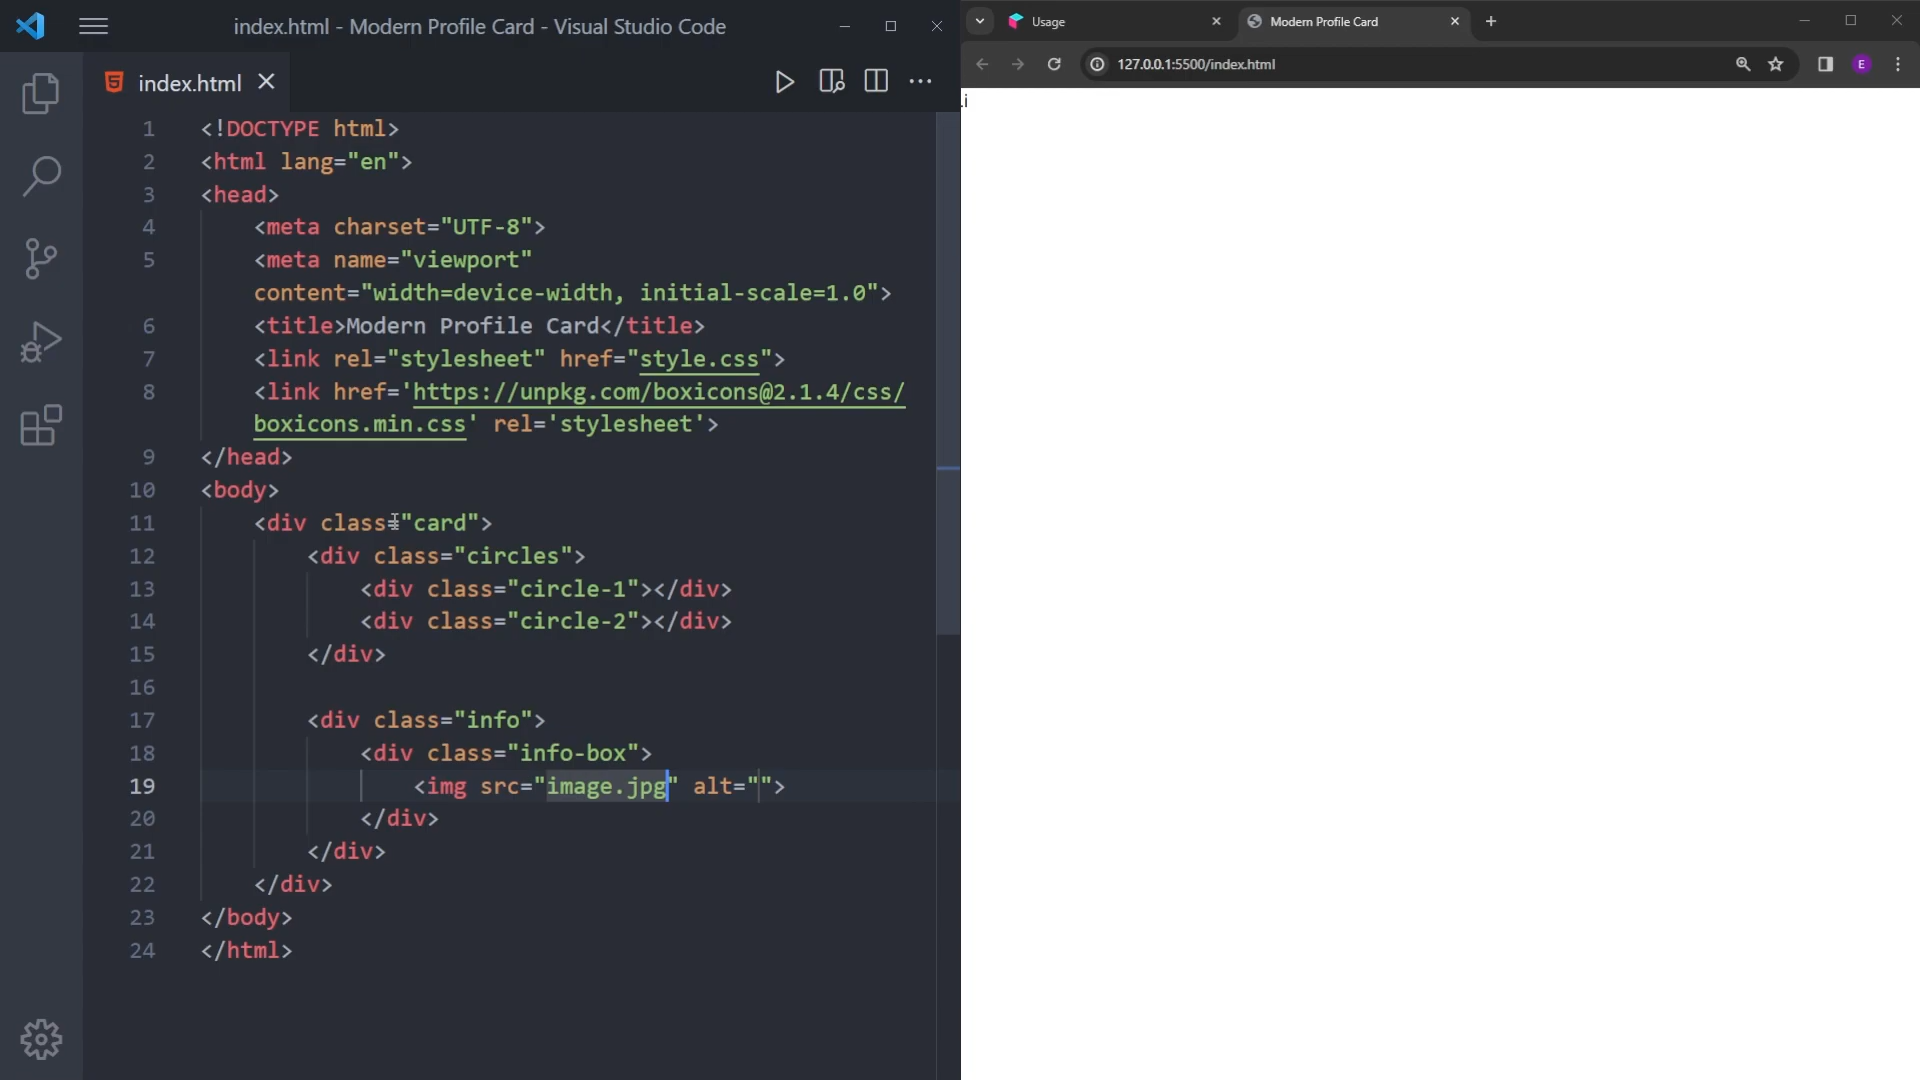 index.html - Modern Profile Card - Visual Studio Code
index.html
1 <!DOCTYPE html>
2 <html lang="en">
3 <head>
4 <meta charset="UTF-8">
5 <meta name="viewport"
content="width=device-width, initial-scale=1.0">
6 <title>Modern Profile Card</title>
7 <link rel="stylesheet" href="style.css">
8 <link href='https://unpkg.com/boxicons@2.1.4/css/
boxicons.min.css' rel='stylesheet'>
9 </head>
10 <body>
11 <div class="card">
12 <div class="circles">
13 <div class="circle-1"></div>
14 <div class="circle-2"></div>
15 </div>
16
17 <div class="info">
18 <div class="info-box">
19 <img src="image.jpg" alt="">
20 </div>
21 </div>
22 </div>
23 </body>
24 </html>
Usage
Modern Profile Card
127.0.0.1:5500/index.html
E
.i